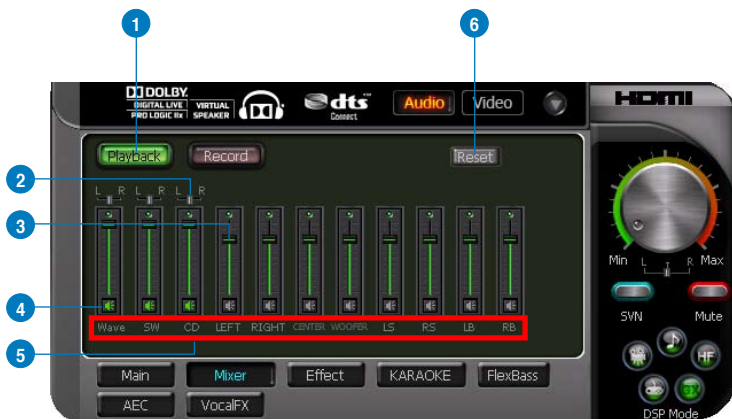 1
6
DOLBY
DIGITAL LIVE
PRO LOGIC IIx
VIRTUAL
SPEAKER
dts
Connect
Audio
Video
HDMI
Playback
Record
Reset
2
L R L R L R
3
4
Wave SW CD LEFT RIGHT CENTER WOOFER LS RS LB RB
5
Min L R Max
SVN Mute
HF
EX
DSP Mode
Main Mixer Effect KARAOKE FlexBass
AEC VocalFX